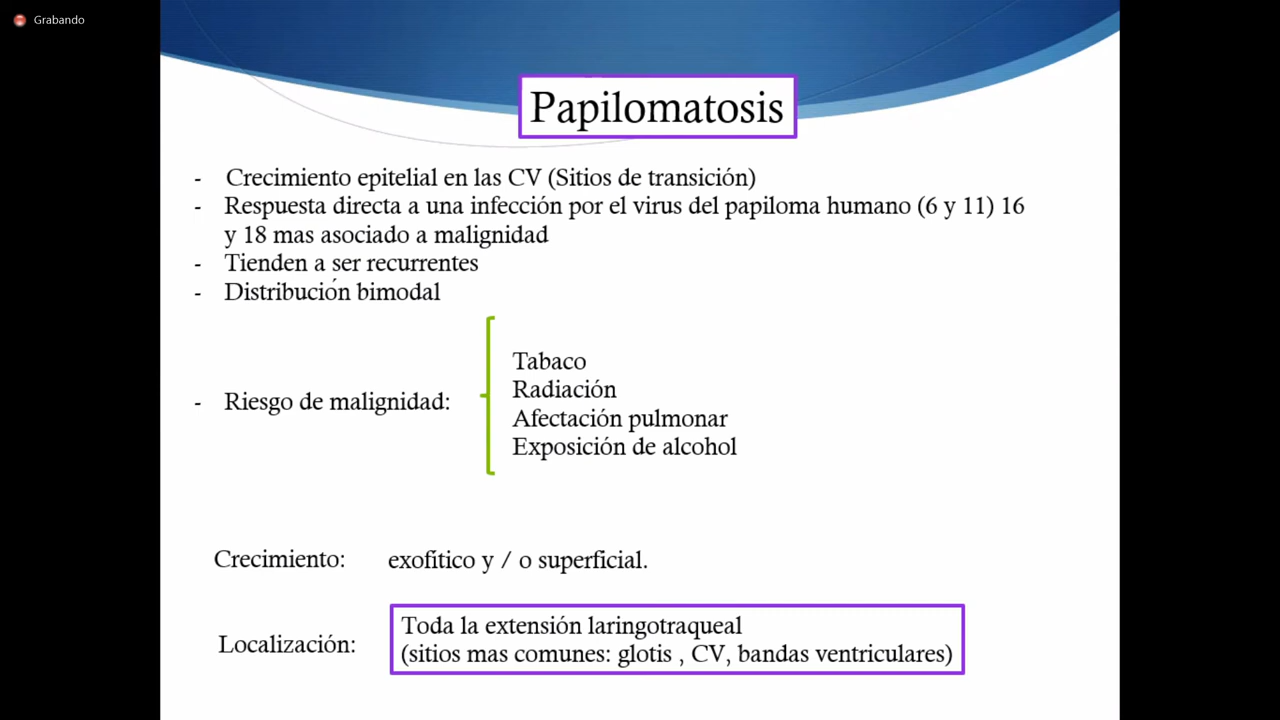 Grabando
Papilomatosis
- Crecimiento epitelial en las CV (Sitios de transición)
- Respuesta directa a una infección por el virus del papiloma humano (6 y 11) 16
y 18 mas asociado a malignidad
- Tienden a ser recurrentes
- Distribución bimodal
- Riesgo de malignidad:
Tabaco
Radiación
Afectación pulmonar
Exposición de alcohol
Crecimiento: exofítico y / o superficial.
Localización:
Toda la extensión laringotraqueal
(sitios mas comunes: glotis , CV, bandas ventriculares)